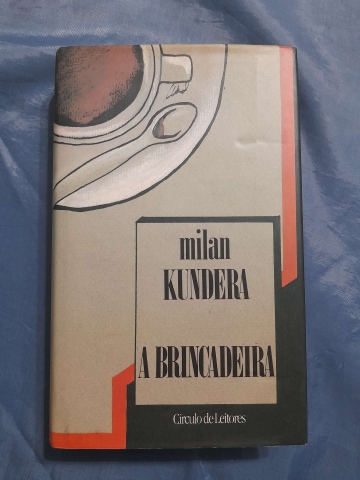 milan
KUNDERA
A BRINCADEIRA
Círculo de Leitores